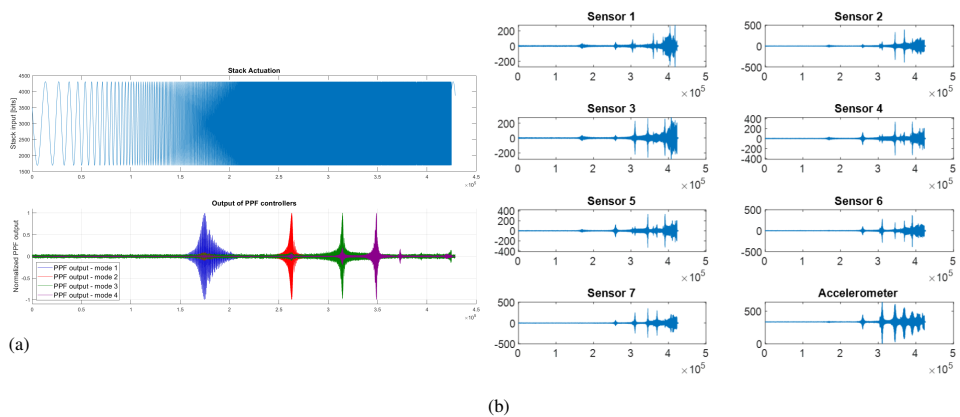 Stack Actuation
Stack input [bits]
4500
4000
3500
3000
2500
2000
1500
0 0.5 1 1.5 2 2.5 3 3.5 4 4.5
×10⁵
Output of PPF controllers
Normalized PPF output
1
0.5
0
-0.5
-1
PPF output - mode 1
PPF output - mode 2
PPF output - mode 3
PPF output - mode 4
0 0.5 1 1.5 2 2.5 3 3.5 4 4.5
×10⁵
(a)
Sensor 1
200
0
-200
0 1 2 3 4 5
× 10⁵
Sensor 2
500
0
-500
0 1 2 3 4 5
× 10⁵
Sensor 3
200
0
-200
0 1 2 3 4 5
× 10⁵
Sensor 4
400
200
0
-200
-400
0 1 2 3 4 5
× 10⁵
Sensor 5
400
200
0
-200
0 1 2 3 4 5
× 10⁵
Sensor 6
500
0
-500
0 1 2 3 4 5
× 10⁵
Sensor 7
500
0
-500
0 1 2 3 4 5
× 10⁵
Accelerometer
500
0
0 1 2 3 4 5
× 10⁵
(b)